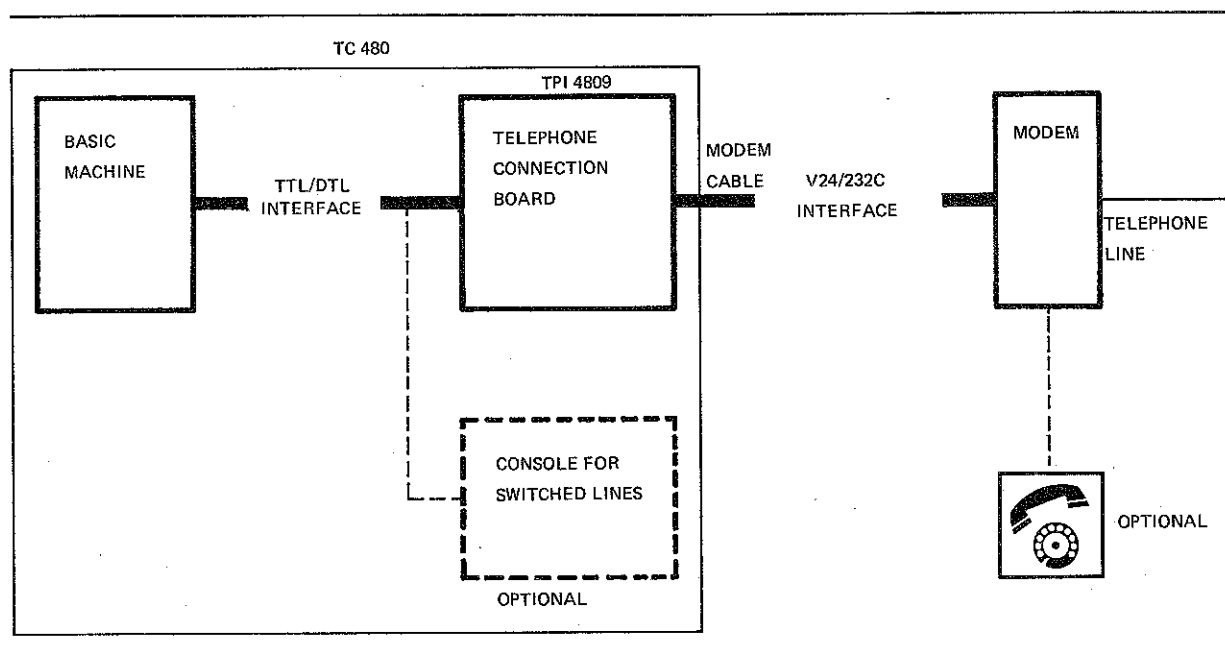 TC 480
TPI 4809
BASIC
MACHINE
TTL/DTL
INTERFACE
TELEPHONE
CONNECTION
BOARD
MODEM
CABLE
V24/232C
INTERFACE
MODEM
TELEPHONE
LINE
CONSOLE FOR
SWITCHED LINES
OPTIONAL
OPTIONAL